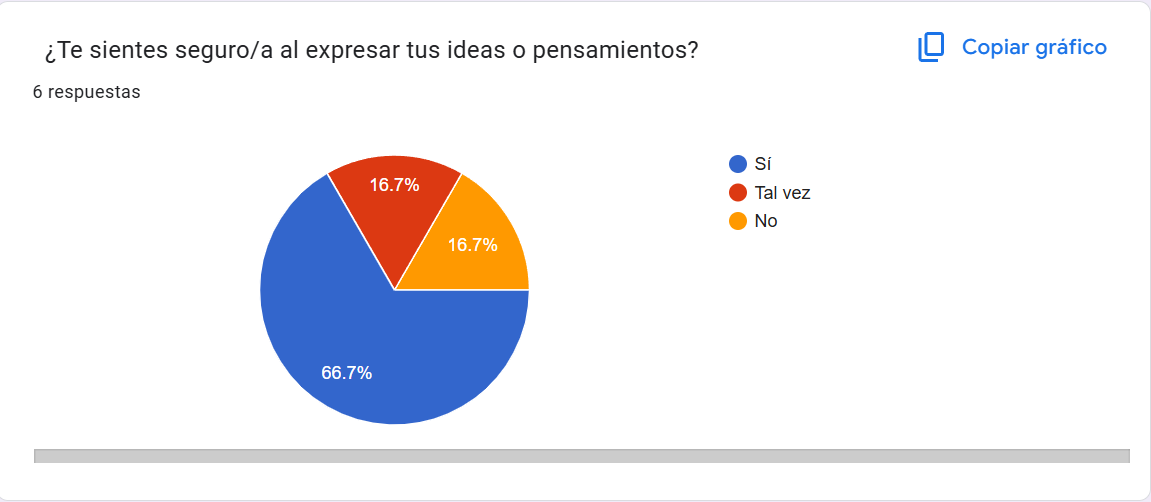 ¿Te sientes seguro/a al expresar tus ideas o pensamientos?
Copiar gráfico
6 respuestas
16.7%
16.7%
66.7%
Sí
Tal vez
No